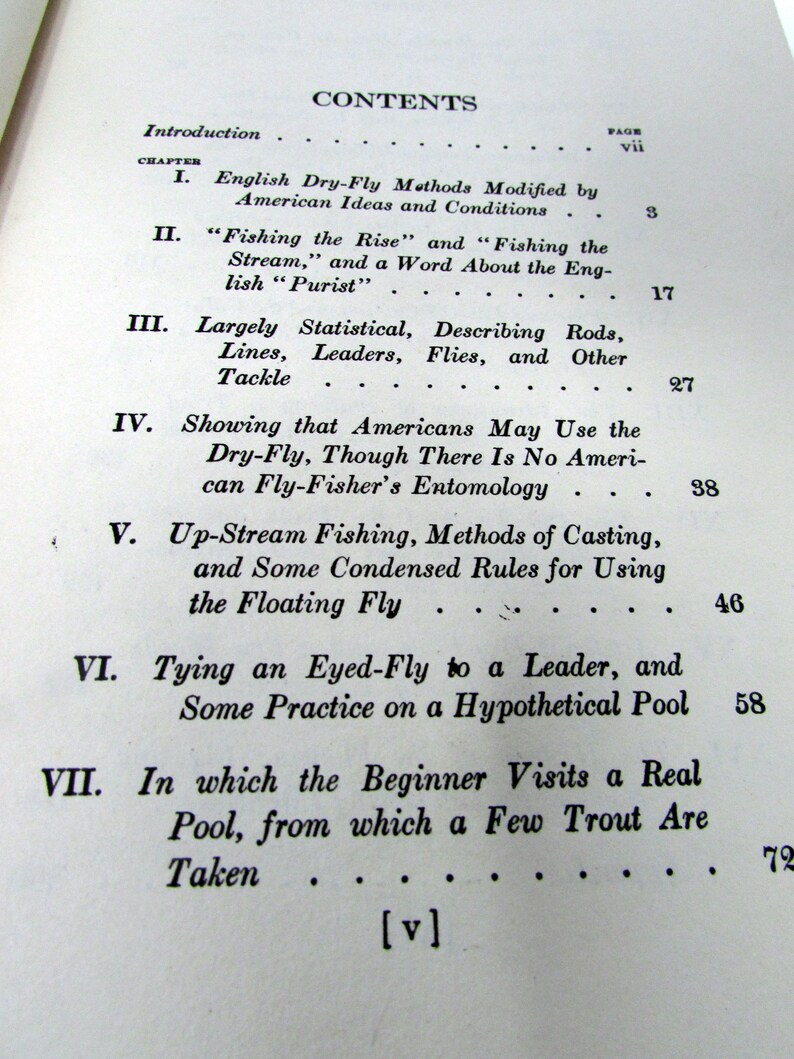 CONTENTS
PAGE
Introduction . . . . . . . . . . . . vii
CHAPTER
I. English Dry-Fly Methods Modified by
American Ideas and Conditions . . 3
II. "Fishing the Rise" and "Fishing the
Stream," and a Word About the Eng-
lish "Purist" . . . . . . . . 17
III. Largely Statistical, Describing Rods,
Lines, Leaders, Flies, and Other
Tackle . . . . . . . . . . 27
IV. Showing that Americans May Use the
Dry-Fly, Though There Is No Ameri-
can Fly-Fisher's Entomology . . . 38
V. Up-Stream Fishing, Methods of Casting,
and Some Condensed Rules for Using
the Floating Fly . . . . . . . 46
VI. Tying an Eyed-Fly to a Leader, and
Some Practice on a Hypothetical Pool 58
VII. In which the Beginner Visits a Real
Pool, from which a Few Trout Are
Taken . . . . . . . . . . 72
[v]